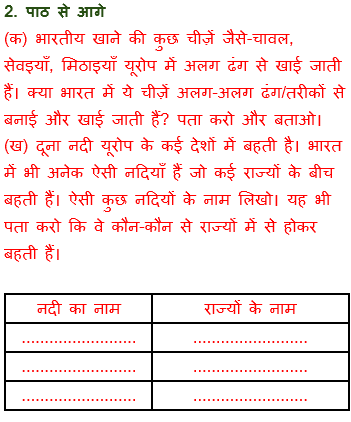 2. पाठ से आगे
(क) भारतीय खाने की कुछ चीज़ें जैसे-चावल,
सेवइयाँ, मिठाइयाँ यूरोप में अलग ढंग से खाई जाती
हैं। क्या भारत में ये चीज़ें अलग-अलग ढंग/तरीकों से
बनाई और खाई जाती हैं? पता करो और बताओ।
(ख) दूना नदी यूरोप के कई देशों में बहती है। भारत
में भी अनेक ऐसी नदियाँ हैं जो कई राज्यों के बीच
बहती हैं। ऐसी कुछ नदियों के नाम लिखो। यह भी
पता करो कि वे कौन-कौन से राज्यों में से होकर
बहती हैं।
नदी का नाम राज्यों के नाम
......................... .........................
......................... .........................
......................... .........................